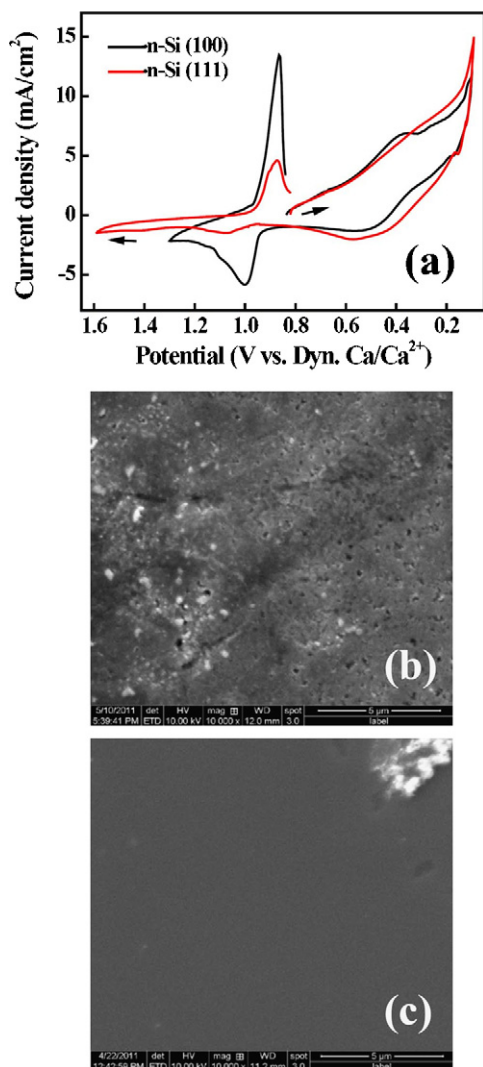 15
n-Si (100)
n-Si (111)
10
5
0
-5
Current density (mA/cm²)
(a)
1.6 1.4 1.2 1.0 0.8 0.6 0.4 0.2
Potential (V vs. Dyn. Ca/Ca²⁺)
(b)
5/10/2011 det HV mag WD spot 5 µm
5:39:41 PM ETD 10.00 kV 10 000 x 12.0 mm 3.0 label
(c)
4/22/2011 det HV mag WD spot 5 µm
12:42:59 PM ETD 10.00 kV 10 000 x 11.2 mm 3.0 label